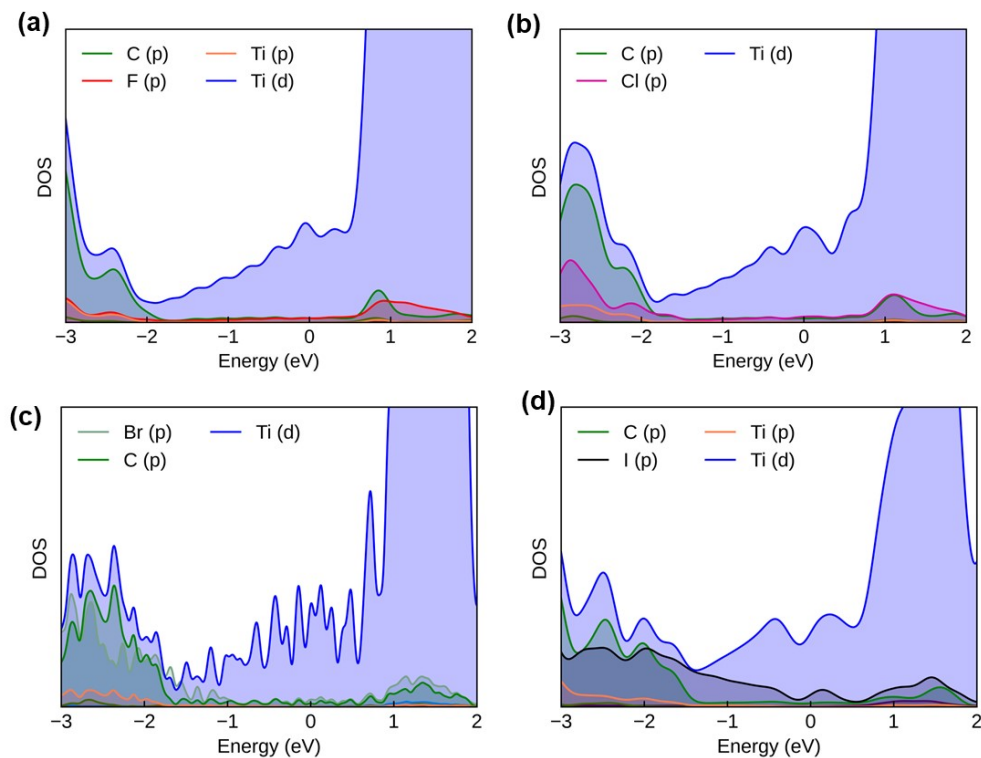 (a)
C (p) Ti (p)
F (p) Ti (d)
DOS
−3 −2 −1 0 1 2
Energy (eV)
(b)
C (p) Ti (d)
Cl (p)
DOS
−3 −2 −1 0 1 2
Energy (eV)
(c)
Br (p) Ti (d)
C (p)
DOS
−3 −2 −1 0 1 2
Energy (eV)
(d)
C (p) Ti (p)
I (p) Ti (d)
DOS
−3 −2 −1 0 1 2
Energy (eV)